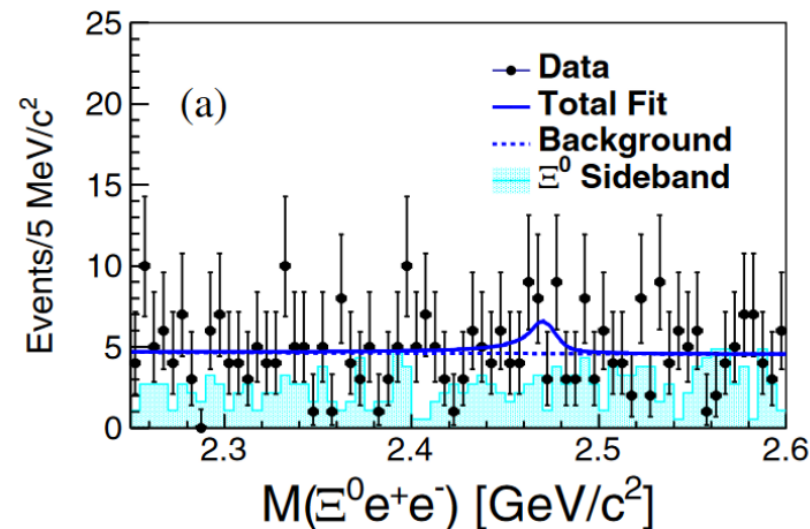 25
20
15
10
5
0
Events/5 MeV/c²
(a)
Data
Total Fit
Background
Ξ⁰ Sideband
2.3
2.4
2.5
2.6
M(Ξ⁰e⁺e⁻) [GeV/c²]